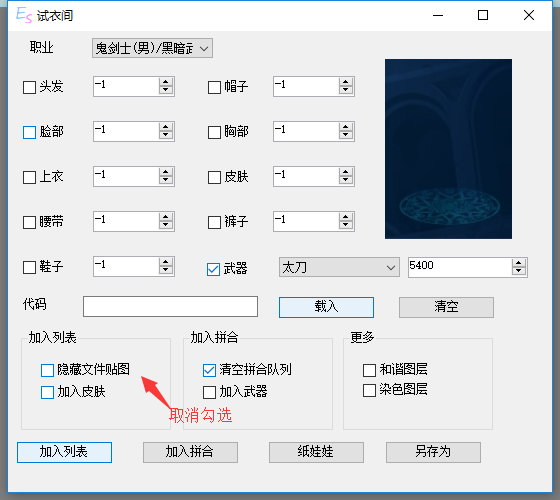 ES 试衣间
职业 鬼剑士(男)/黑暗武
头发 -1 帽子 -1
脸部 -1 胸部 -1
上衣 -1 皮肤 -1
腰带 -1 裤子 -1
鞋子 -1 武器 太刀 5400
代码 载入 清空
加入列表 加入拼合 更多
隐藏文件贴图 清空拼合队列 和谐图层
加入皮肤 加入武器 染色图层
取消勾选
加入列表 加入拼合 纸娃娃 另存为